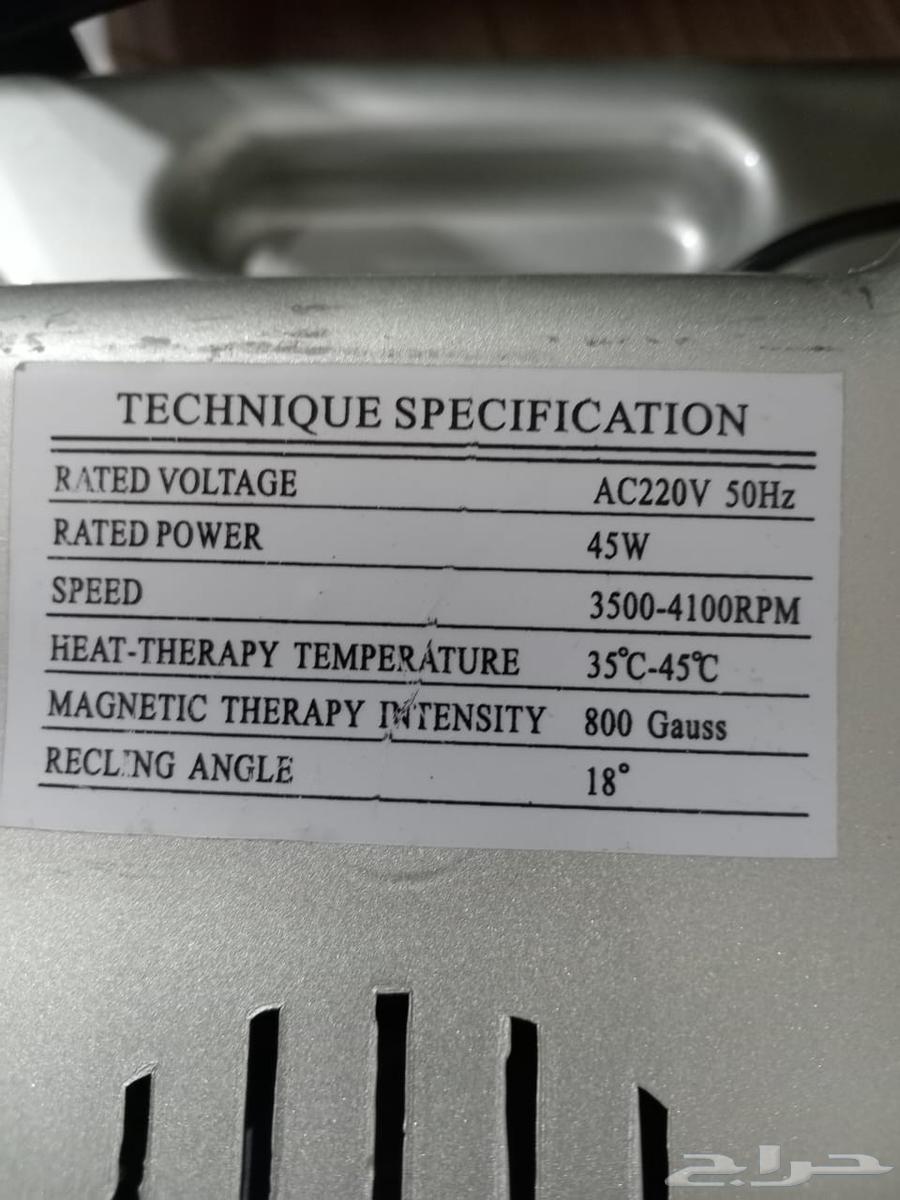 TECHNIQUE SPECIFICATION
RATED VOLTAGE AC220V 50Hz
RATED POWER 45W
SPEED 3500-4100RPM
HEAT-THERAPY TEMPERATURE 35℃-45℃
MAGNETIC THERAPY INTENSITY 800 Gauss
RECLING ANGLE 18°
حراج